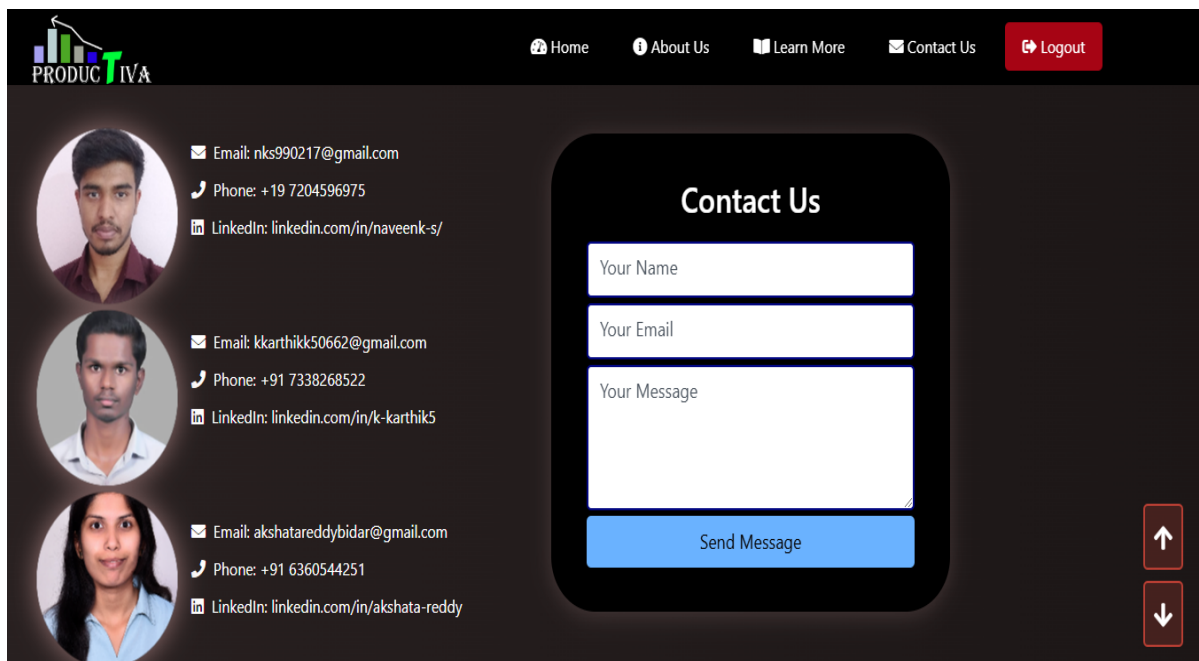 PRODUCTIVA
Home
About Us
Learn More
Contact Us
Logout
Email: nks990217@gmail.com
Phone: +19 7204596975
LinkedIn: linkedin.com/in/naveenk-s/
Email: kkarthikk50662@gmail.com
Phone: +91 7338268522
LinkedIn: linkedin.com/in/k-karthik5
Email: akshatareddybidar@gmail.com
Phone: +91 6360544251
LinkedIn: linkedin.com/in/akshata-reddy
Contact Us
Your Name
Your Email
Your Message
Send Message